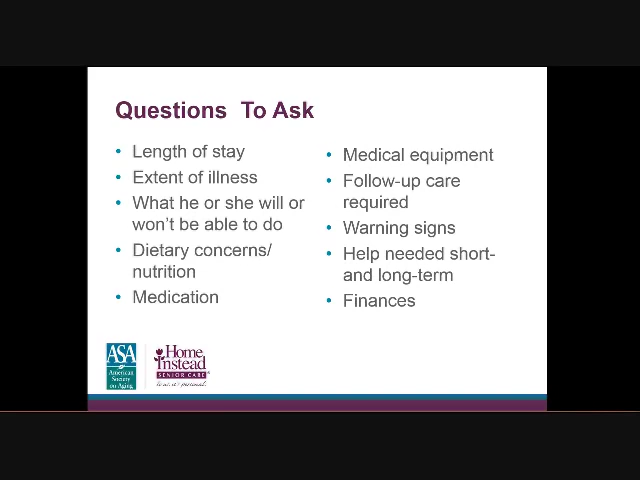 Questions To Ask
• Length of stay
• Extent of illness
• What he or she will or
won't be able to do
• Dietary concerns/
nutrition
• Medication
• Medical equipment
• Follow-up care
required
• Warning signs
• Help needed short-
and long-term
• Finances
ASA
American
Society
on Aging
Home
Instead
SENIOR CARE
to us, it's personal.